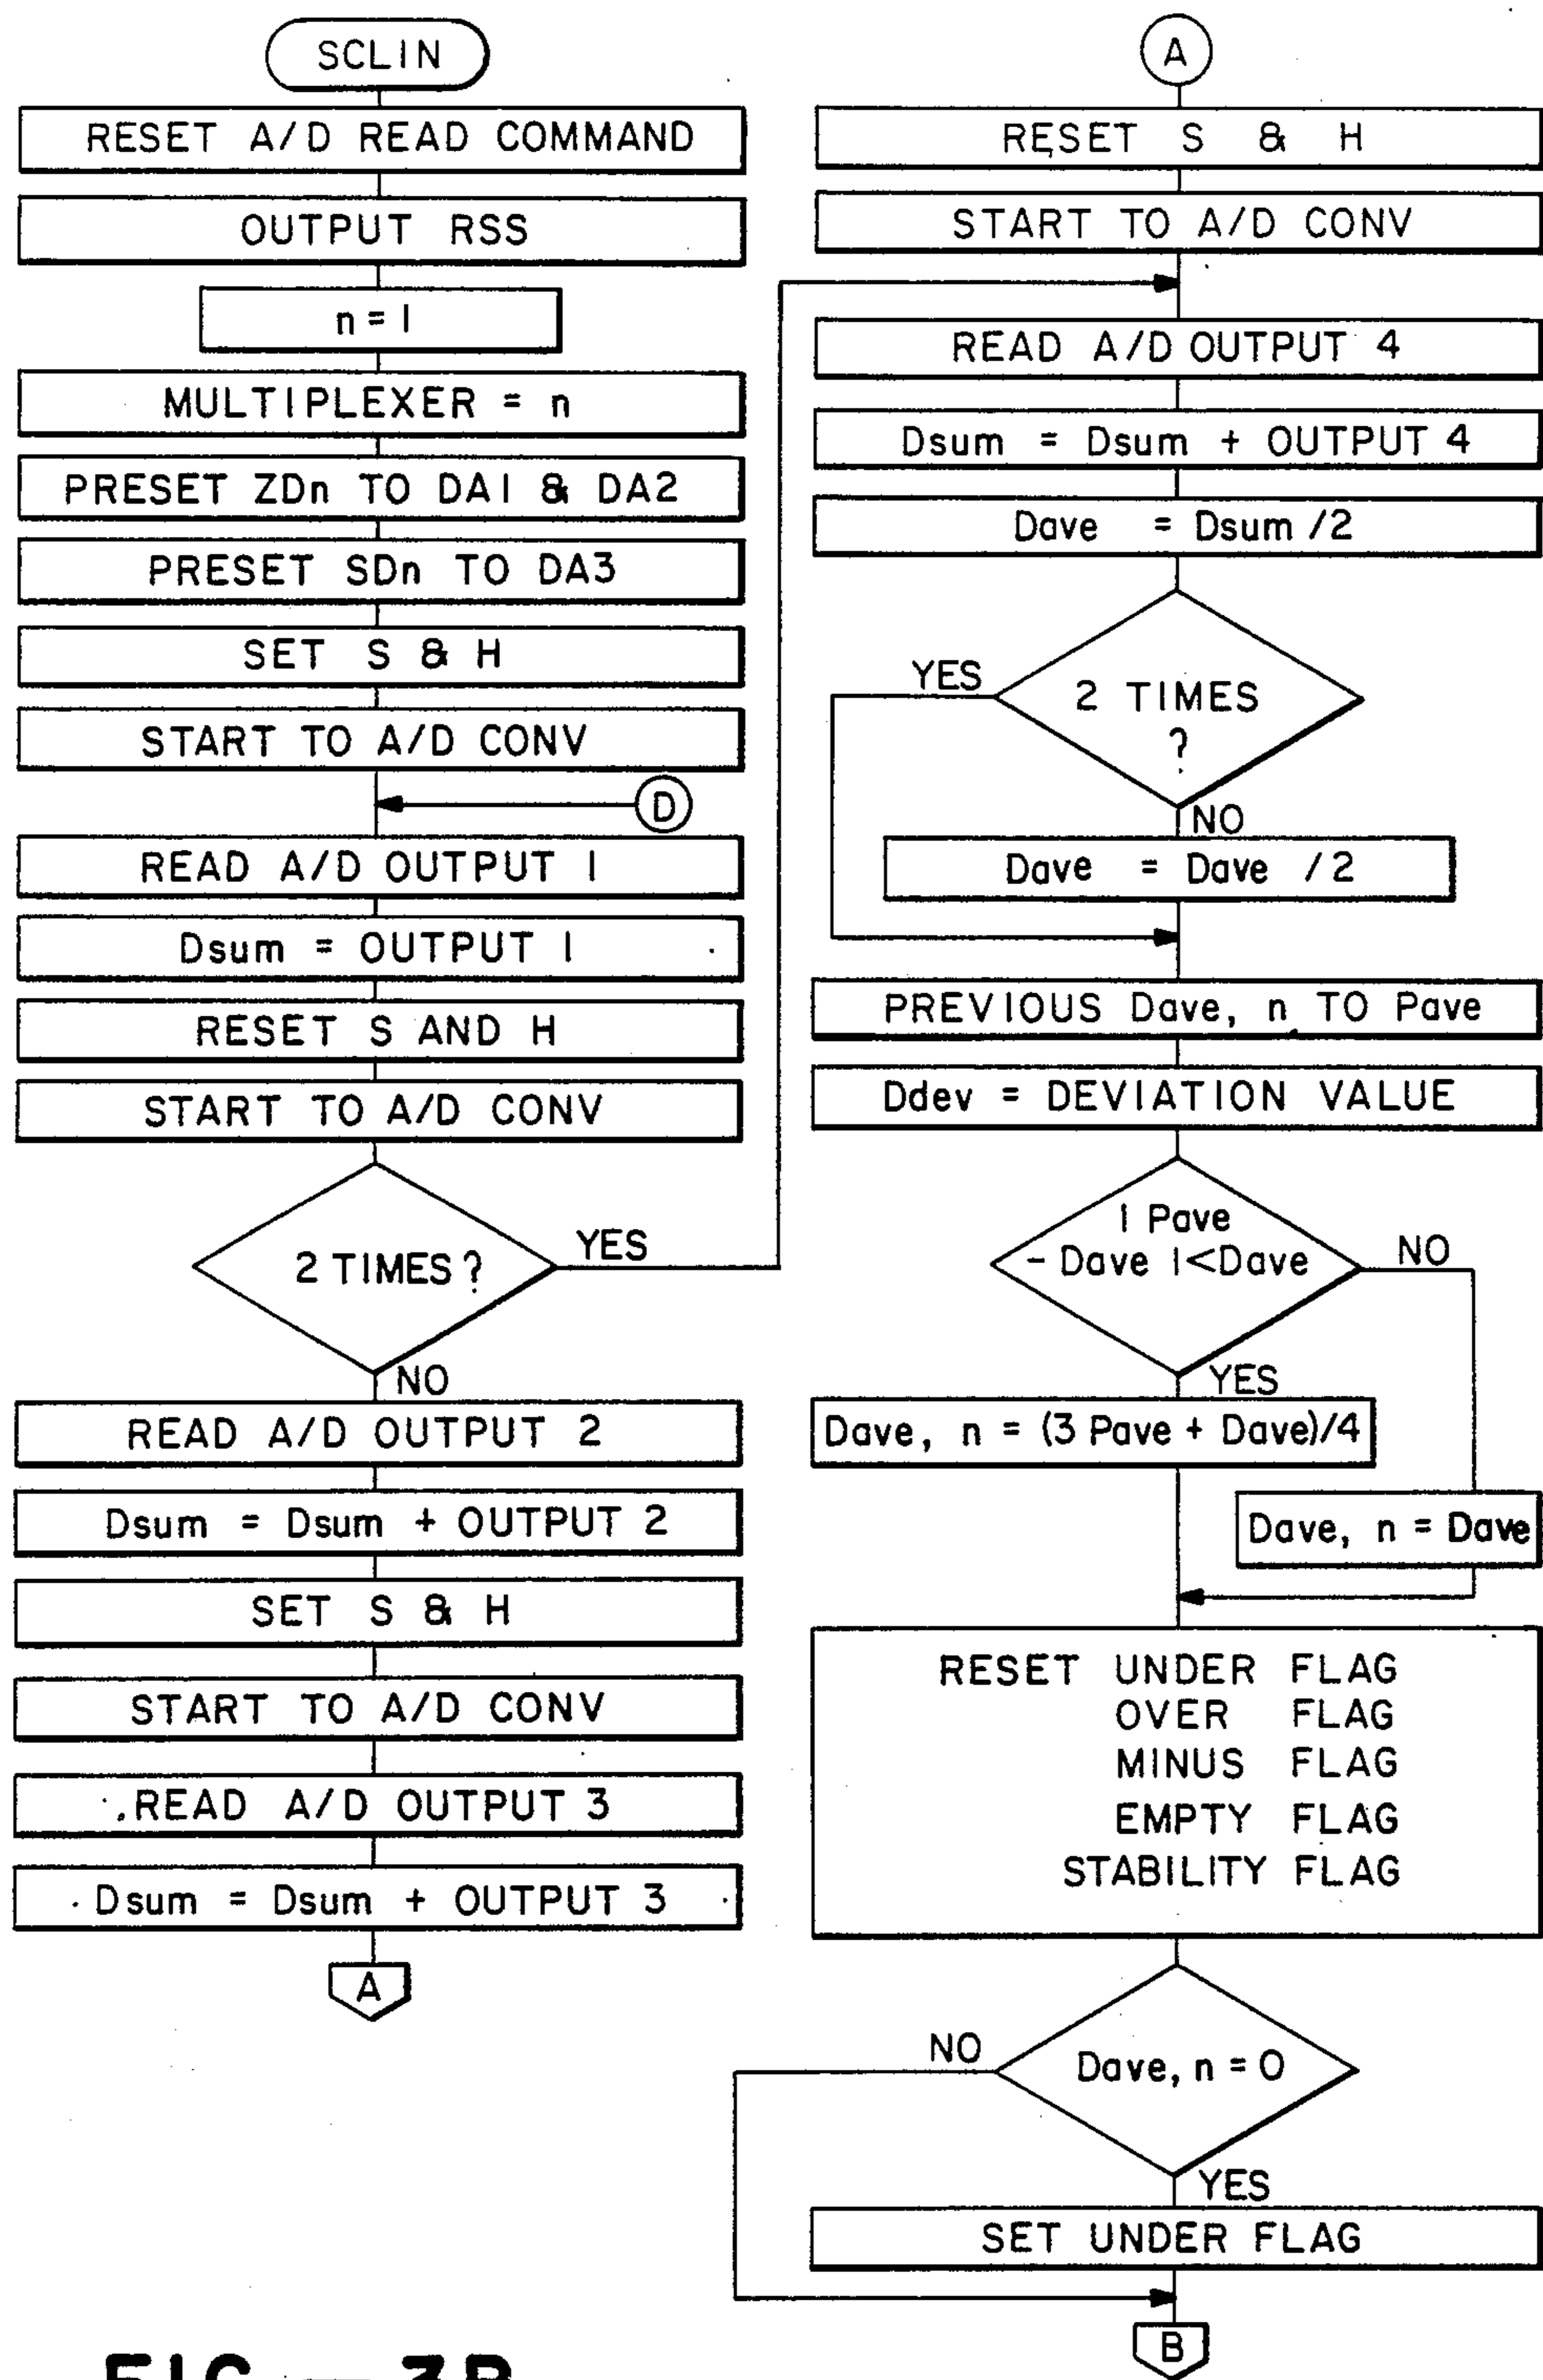 SCLIN
RESET A/D READ COMMAND
OUTPUT RSS
n = 1
MULTIPLEXER = n
PRESET ZDn TO DA1 & DA2
PRESET SDn TO DA3
SET S & H
START TO A/D CONV
D
READ A/D OUTPUT 1
Dsum = OUTPUT 1
RESET S AND H
START TO A/D CONV
2 TIMES ?
YES
NO
READ A/D OUTPUT 2
Dsum = Dsum + OUTPUT 2
SET S & H
START TO A/D CONV
READ A/D OUTPUT 3
Dsum = Dsum + OUTPUT 3
A
A
RESET S & H
START TO A/D CONV
READ A/D OUTPUT 4
Dsum = Dsum + OUTPUT 4
Dave = Dsum / 2
YES
2 TIMES
?
NO
Dave = Dave / 2
PREVIOUS Dave, n TO Pave
Ddev = DEVIATION VALUE
| Pave
- Dave |<Dave
NO
YES
Dave, n = (3 Pave + Dave)/4
Dave, n = Dave
RESET UNDER FLAG
OVER FLAG
MINUS FLAG
EMPTY FLAG
STABILITY FLAG
NO
Dave, n = 0
YES
SET UNDER FLAG
B
FIG. - 3B